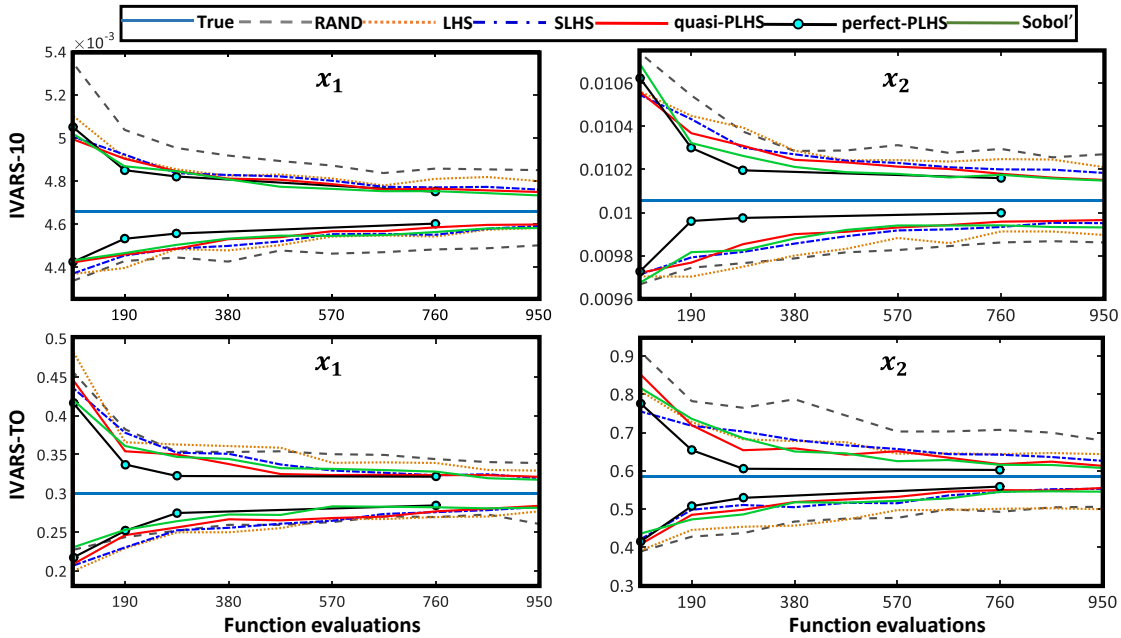 True RAND LHS SLHS quasi-PLHS perfect-PLHS Sobol’
×10⁻³
x₁
5.4
5.2
5
4.8
4.6
4.4
IVARS-10
190 380 570 760 950
x₂
0.0106
0.0104
0.0102
0.01
0.0098
0.0096
190 380 570 760 950
x₁
0.5
0.45
0.4
0.35
0.3
0.25
0.2
IVARS-TO
190 380 570 760 950
Function evaluations
x₂
0.9
0.8
0.7
0.6
0.5
0.4
0.3
190 380 570 760 950
Function evaluations